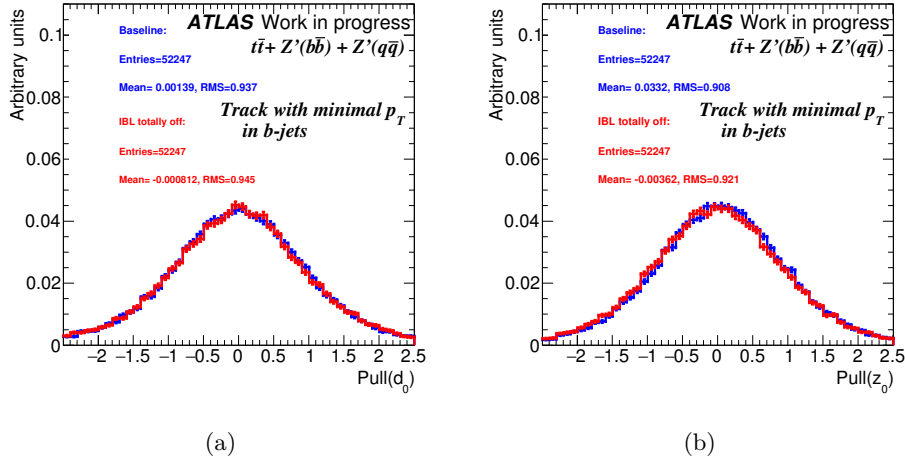 ATLAS Work in progress
tt̄+ Z'(bb̄) + Z'(qq̄)
Baseline:
Entries=52247
Mean= 0.00139, RMS=0.937
Track with minimal p_T
in b-jets
IBL totally off:
Entries=52247
Mean= -0.000812, RMS=0.945
Arbitrary units
0.1
0.08
0.06
0.04
0.02
0
−2 −1.5 −1 −0.5 0 0.5 1 1.5 2 2.5
Pull(d_0)
(a)
ATLAS Work in progress
tt̄+ Z'(bb̄) + Z'(qq̄)
Baseline:
Entries=52247
Mean= 0.0332, RMS=0.908
Track with minimal p_T
in b-jets
IBL totally off:
Entries=52247
Mean= -0.00362, RMS=0.921
Arbitrary units
0.1
0.08
0.06
0.04
0.02
0
−2 −1.5 −1 −0.5 0 0.5 1 1.5 2 2.5
Pull(z_0)
(b)